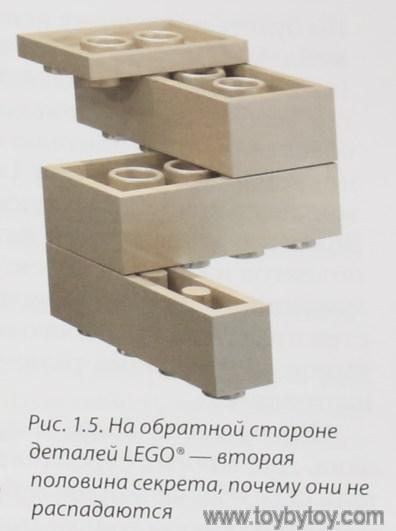 Рис. 1.5. На обратной стороне
деталей LEGO® — вторая
половина секрета, почему они не
распадаются
www.toybytoy.com